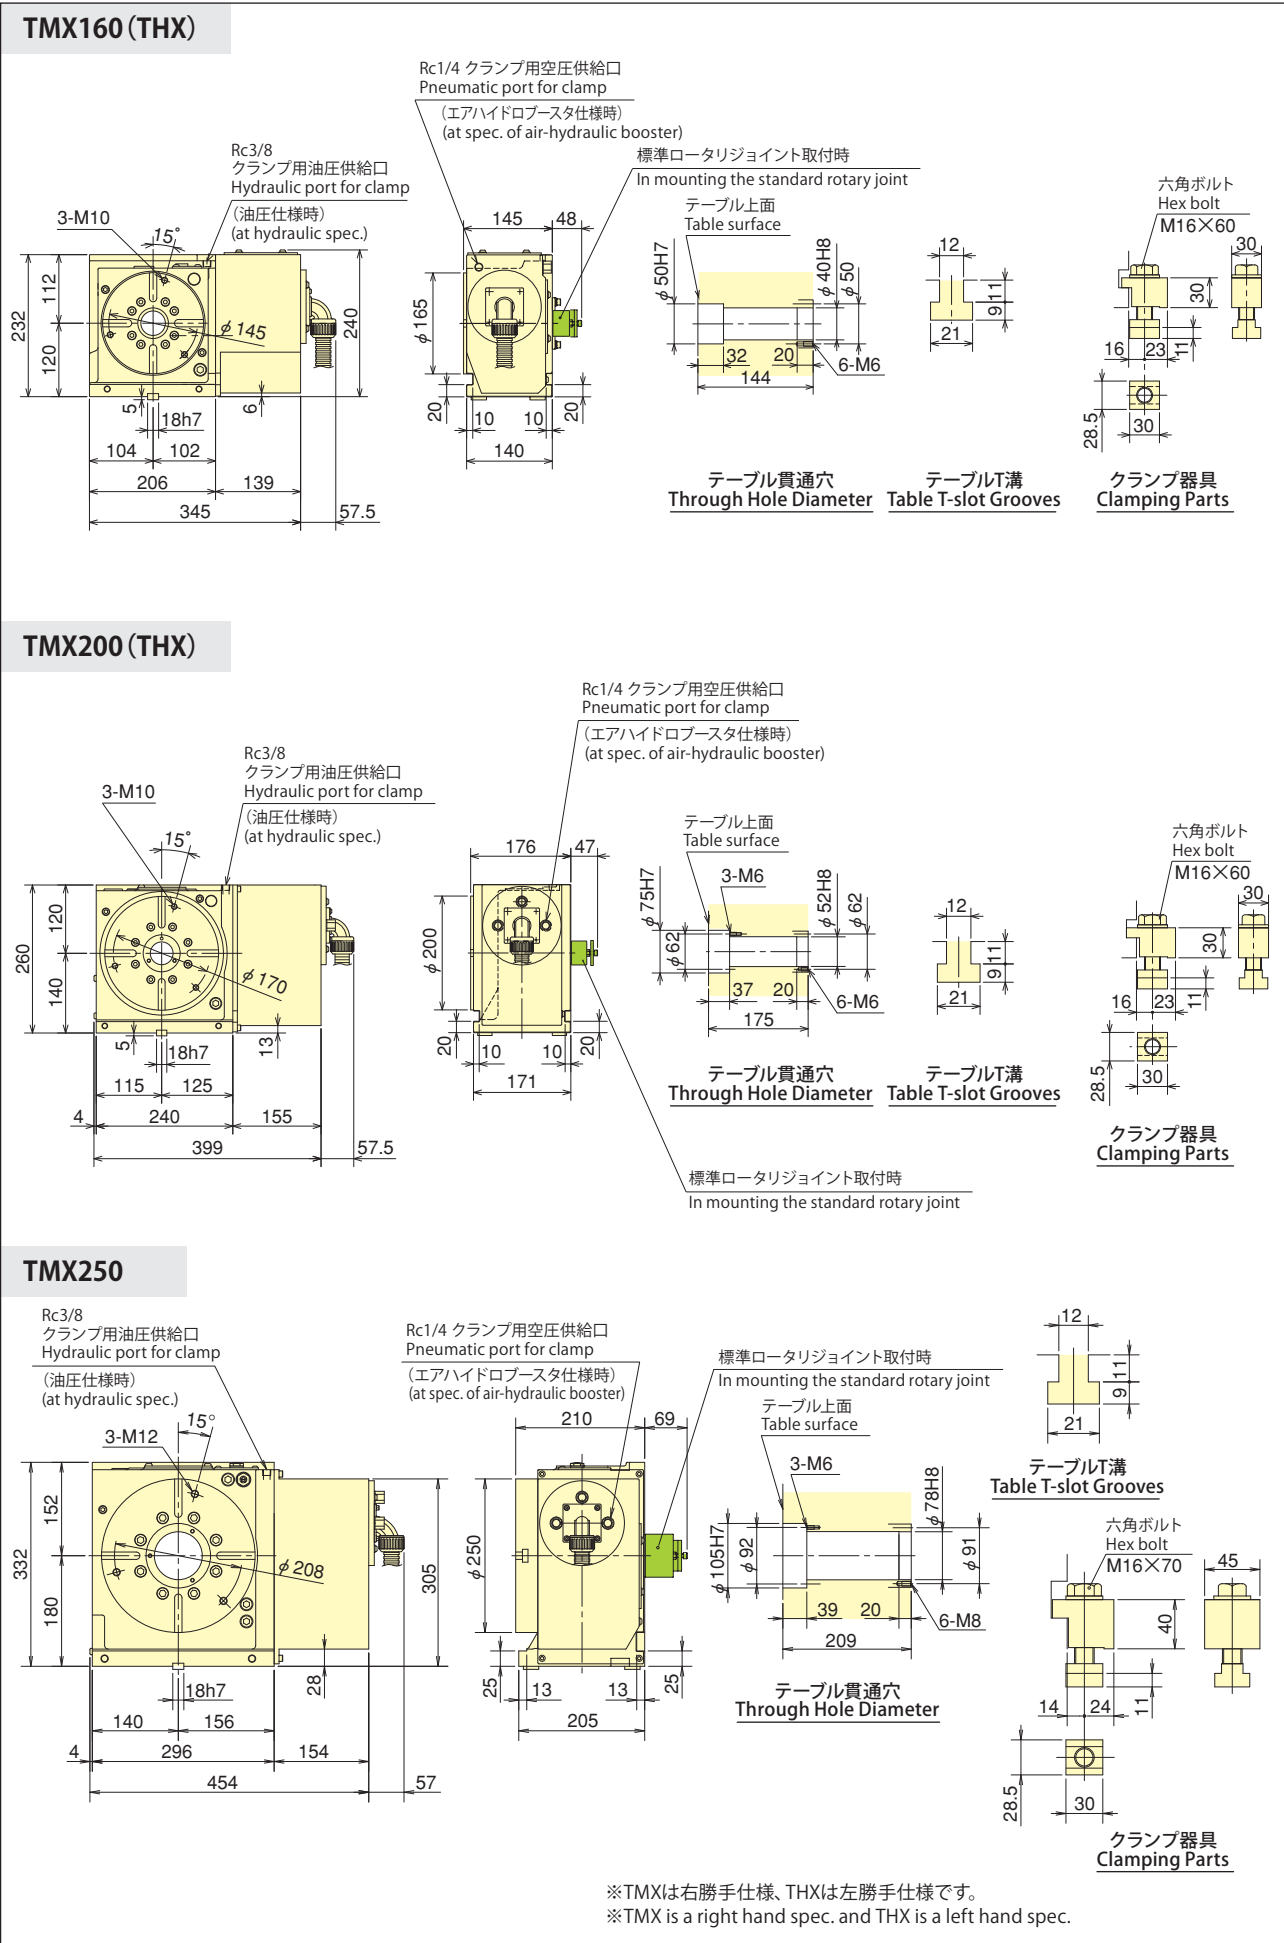 TMX160（THX）
Rc1/4 クランプ用空圧供給口
Pneumatic port for clamp
（エアハイドロブースタ仕様時）
(at spec. of air-hydraulic booster)
Rc3/8
クランプ用油圧供給口
Hydraulic port for clamp
（油圧仕様時）
(at hydraulic spec.)
標準ロータリジョイント取付時
In mounting the standard rotary joint
テーブル上面
Table surface
六角ボルト
Hex bolt
M16×60
3-M10
15°
232
112
120
φ145
240
5
18h7
6
104
102
206
139
345
57.5
145
48
φ165
20
10
10
20
140
φ50H7
φ40H8
φ50
32
20
6-M6
144
12
11
9
21
30
30
16
23
11
28.5
30
テーブル貫通穴
Through Hole Diameter
テーブルT溝
Table T-slot Grooves
クランプ器具
Clamping Parts
TMX200（THX）
Rc1/4 クランプ用空圧供給口
Pneumatic port for clamp
（エアハイドロブースタ仕様時）
(at spec. of air-hydraulic booster)
Rc3/8
クランプ用油圧供給口
Hydraulic port for clamp
（油圧仕様時）
(at hydraulic spec.)
3-M10
15°
260
120
140
φ170
5
18h7
13
115
125
4
240
155
399
57.5
176
47
φ200
20
10
10
20
171
テーブル上面
Table surface
3-M6
φ75H7
φ62
φ52H8
φ62
37
20
6-M6
175
12
11
9
21
六角ボルト
Hex bolt
M16×60
30
30
16
23
11
28.5
30
テーブル貫通穴
Through Hole Diameter
テーブルT溝
Table T-slot Grooves
クランプ器具
Clamping Parts
標準ロータリジョイント取付時
In mounting the standard rotary joint
TMX250
Rc3/8
クランプ用油圧供給口
Hydraulic port for clamp
（油圧仕様時）
(at hydraulic spec.)
Rc1/4 クランプ用空圧供給口
Pneumatic port for clamp
（エアハイドロブースタ仕様時）
(at spec. of air-hydraulic booster)
標準ロータリジョイント取付時
In mounting the standard rotary joint
テーブル上面
Table surface
3-M12
15°
332
152
180
φ208
305
28
18h7
140
156
4
296
154
454
57
210
69
φ250
25
13
13
25
205
3-M6
φ105H7
φ92
φ78H8
φ91
39
20
6-M8
209
テーブル貫通穴
Through Hole Diameter
12
11
9
21
テーブルT溝
Table T-slot Grooves
六角ボルト
Hex bolt
M16×70
45
40
14
24
11
28.5
30
クランプ器具
Clamping Parts
※TMXは右勝手仕様、THXは左勝手仕様です。
※TMX is a right hand spec. and THX is a left hand spec.